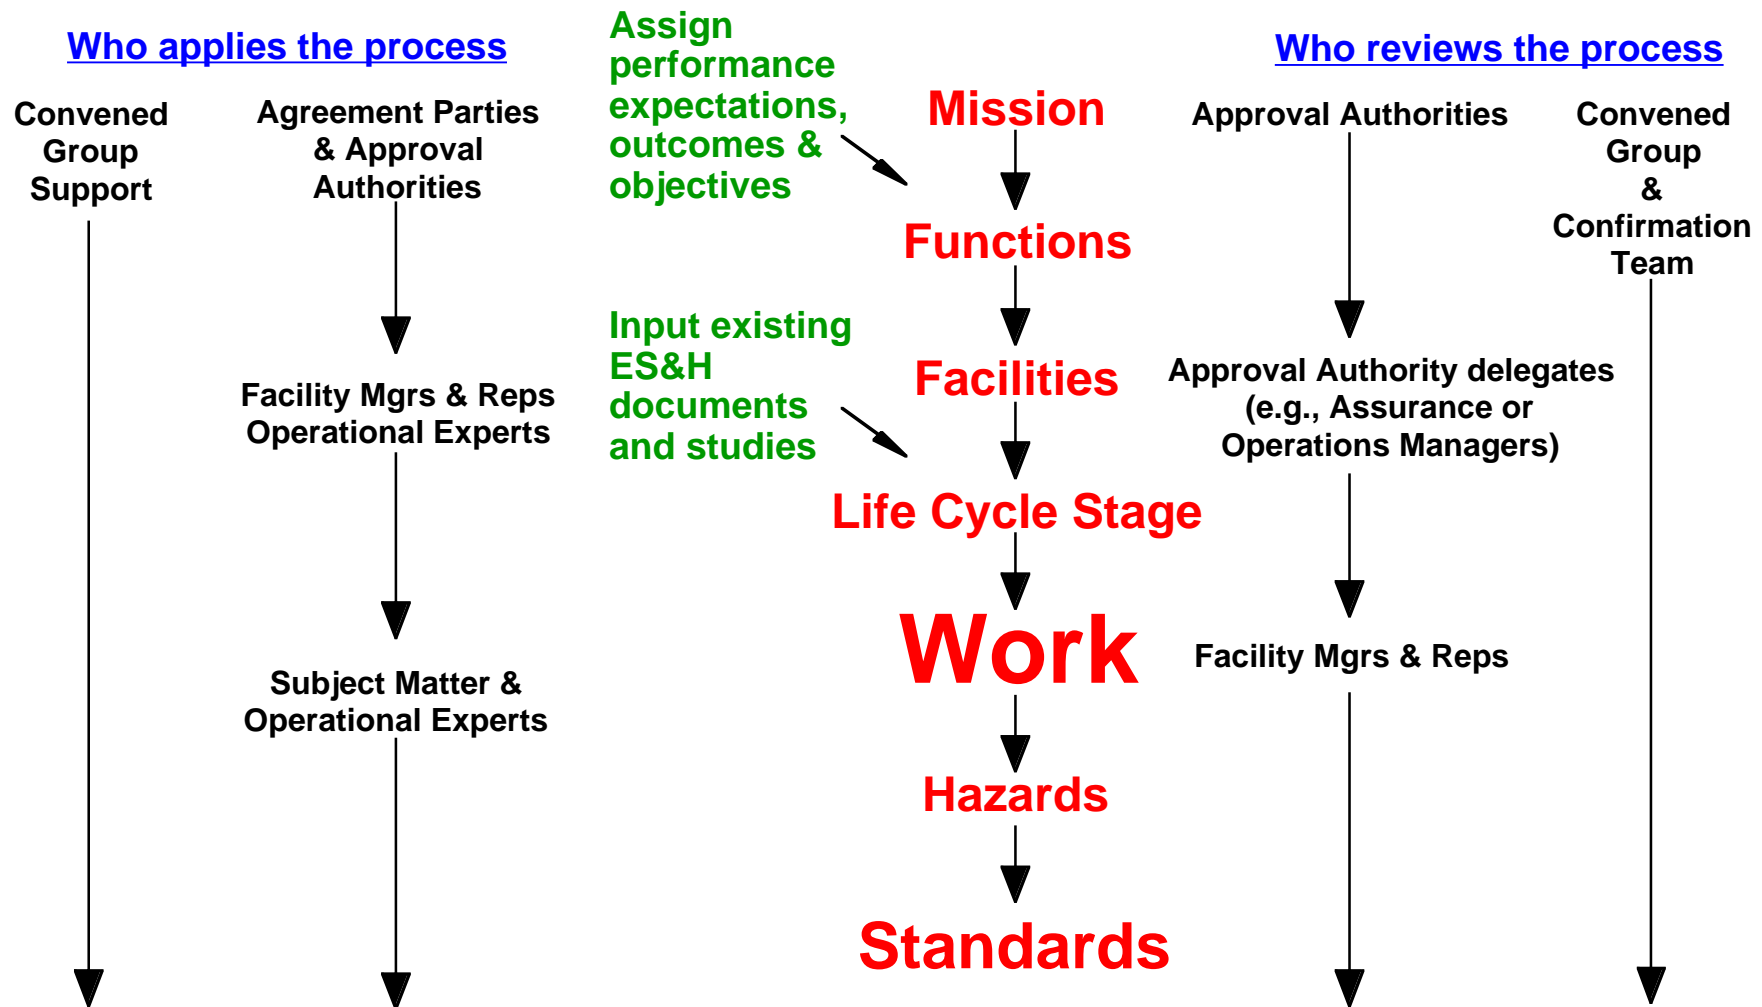 Who applies the process
Convened
Group
Support
Agreement Parties
& Approval
Authorities
Facility Mgrs & Reps
Operational Experts
Subject Matter &
Operational Experts
Assign
performance
expectations,
outcomes &
objectives
Input existing
ES&H
documents
and studies
Mission
Functions
Facilities
Life Cycle Stage
Work
Hazards
Standards
Who reviews the process
Approval Authorities
Approval Authority delegates
(e.g., Assurance or
Operations Managers)
Facility Mgrs & Reps
Convened
Group
&
Confirmation
Team